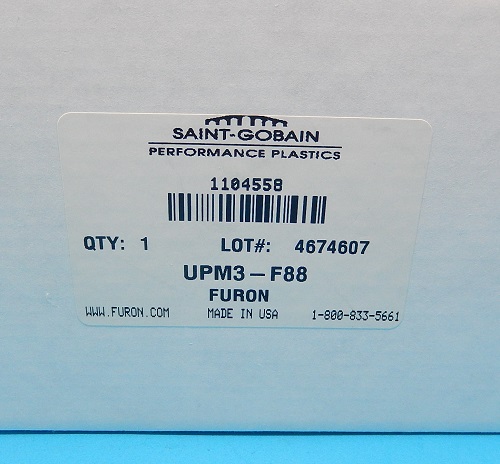 SAINT-GOBAIN
PERFORMANCE PLASTICS
1104558
QTY: 1 LOT#: 4674607
UPM3-F88
FURON
WWW.FURON.COM MADE IN USA 1-800-833-5661